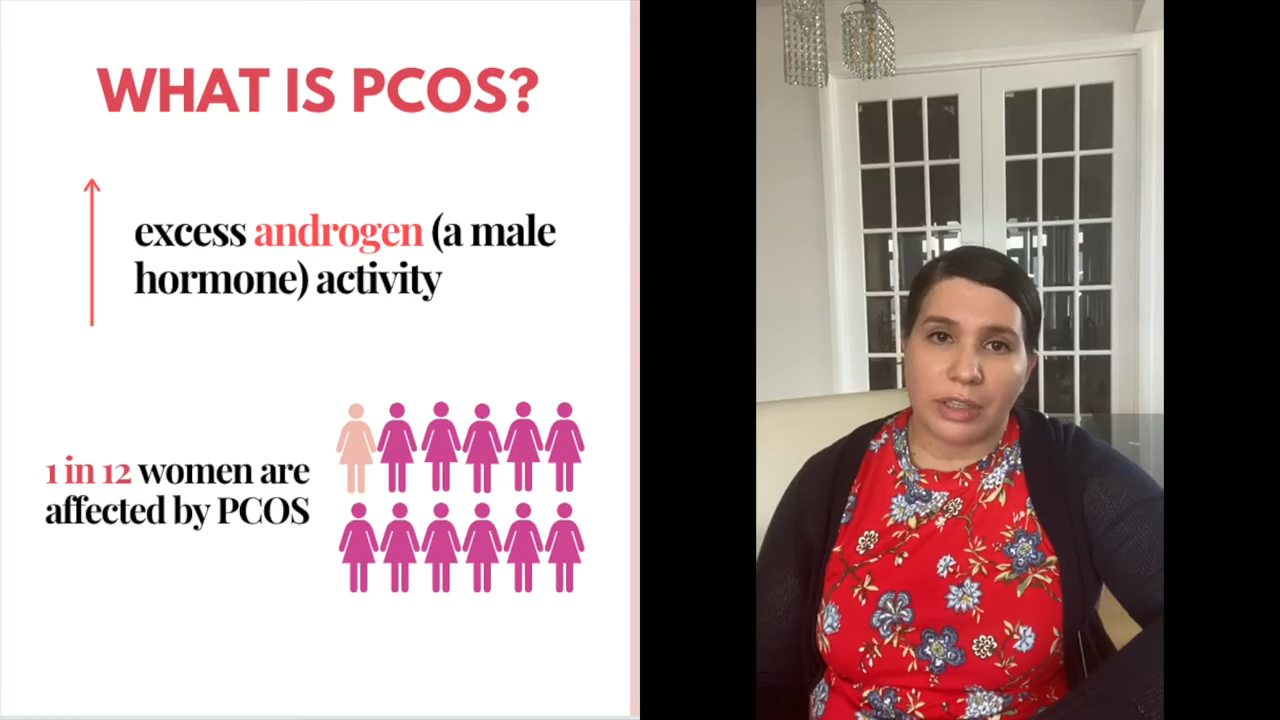 WHAT IS PCOS?
excess androgen (a male
hormone) activity
1 in 12 women are
affected by PCOS